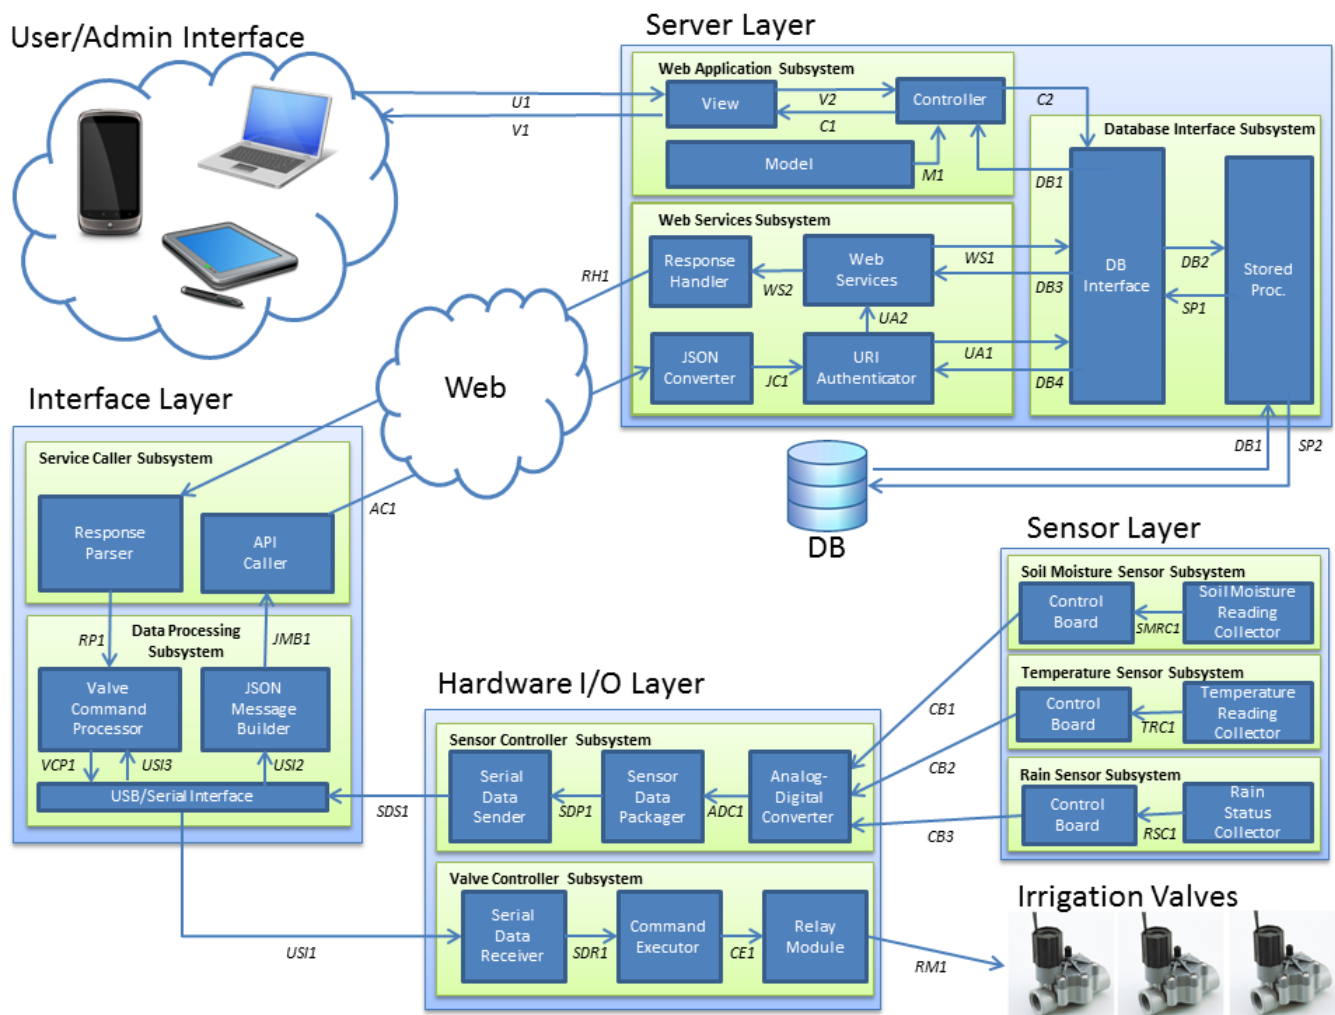 User/Admin Interface
Server Layer
Web Application Subsystem
View
V2
Controller
C2
U1
V1
C1
Model
M1
Database Interface Subsystem
DB1
DB
Interface
DB2
SP1
Stored
Proc.
Web Services Subsystem
Response
Handler
WS2
Web
Services
WS1
DB3
RH1
UA2
JSON
Converter
JC1
URI
Authenticator
UA1
DB4
Web
DB1
SP2
DB
Interface Layer
Service Caller Subsystem
Response
Parser
API
Caller
AC1
RP1
Data Processing
Subsystem
JMB1
Valve
Command
Processor
JSON
Message
Builder
VCP1
USI3
USI2
USB/Serial Interface
SDS1
USI1
Hardware I/O Layer
Sensor Controller Subsystem
Serial
Data
Sender
SDP1
Sensor
Data
Packager
ADC1
Analog-
Digital
Converter
CB1
CB2
CB3
Valve Controller Subsystem
Serial
Data
Receiver
SDR1
Command
Executor
CE1
Relay
Module
RM1
Sensor Layer
Soil Moisture Sensor Subsystem
Control
Board
SMRC1
Soil Moisture
Reading
Collector
Temperature Sensor Subsystem
Control
Board
TRC1
Temperature
Reading
Collector
Rain Sensor Subsystem
Control
Board
RSC1
Rain
Status
Collector
Irrigation Valves